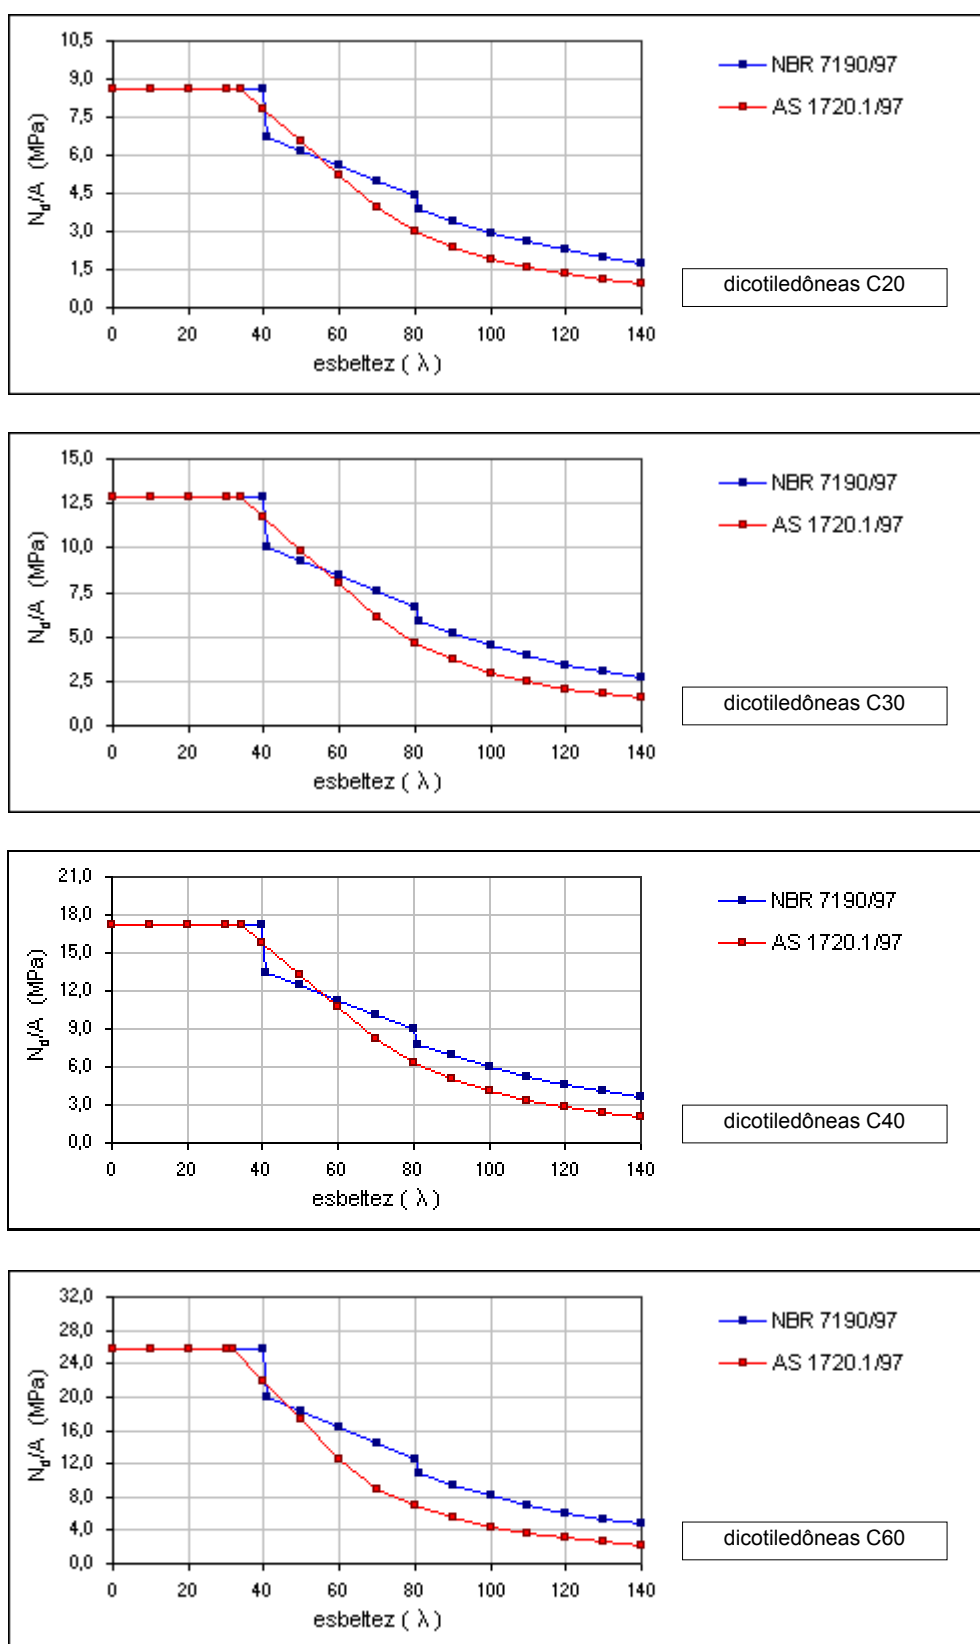 10,5
9,0
7,5
6,0
4,5
3,0
1,5
0,0
N_d/A (MPa)
0 20 40 60 80 100 120 140
esbeltez ( λ )
NBR 7190/97
AS 1720.1/97
dicotiledôneas C20
15,0
12,5
10,0
7,5
5,0
2,5
0,0
N_d/A (MPa)
0 20 40 60 80 100 120 140
esbeltez ( λ )
NBR 7190/97
AS 1720.1/97
dicotiledôneas C30
21,0
18,0
15,0
12,0
9,0
6,0
3,0
0,0
N_d/A (MPa)
0 20 40 60 80 100 120 140
esbeltez ( λ )
NBR 7190/97
AS 1720.1/97
dicotiledôneas C40
32,0
28,0
24,0
20,0
16,0
12,0
8,0
4,0
0,0
N_d/A (MPa)
0 20 40 60 80 100 120 140
esbeltez ( λ )
NBR 7190/97
AS 1720.1/97
dicotiledôneas C60